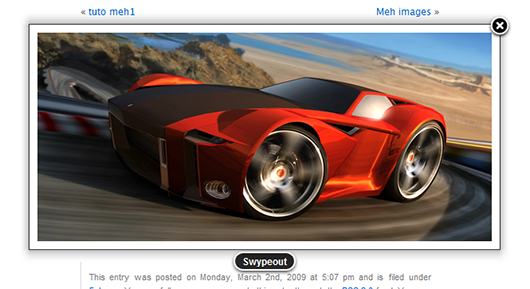 « tuto meh1 Meh images »
Swypeout
This entry was posted on Monday, March 2nd, 2009 at 5:07 pm and is filed under